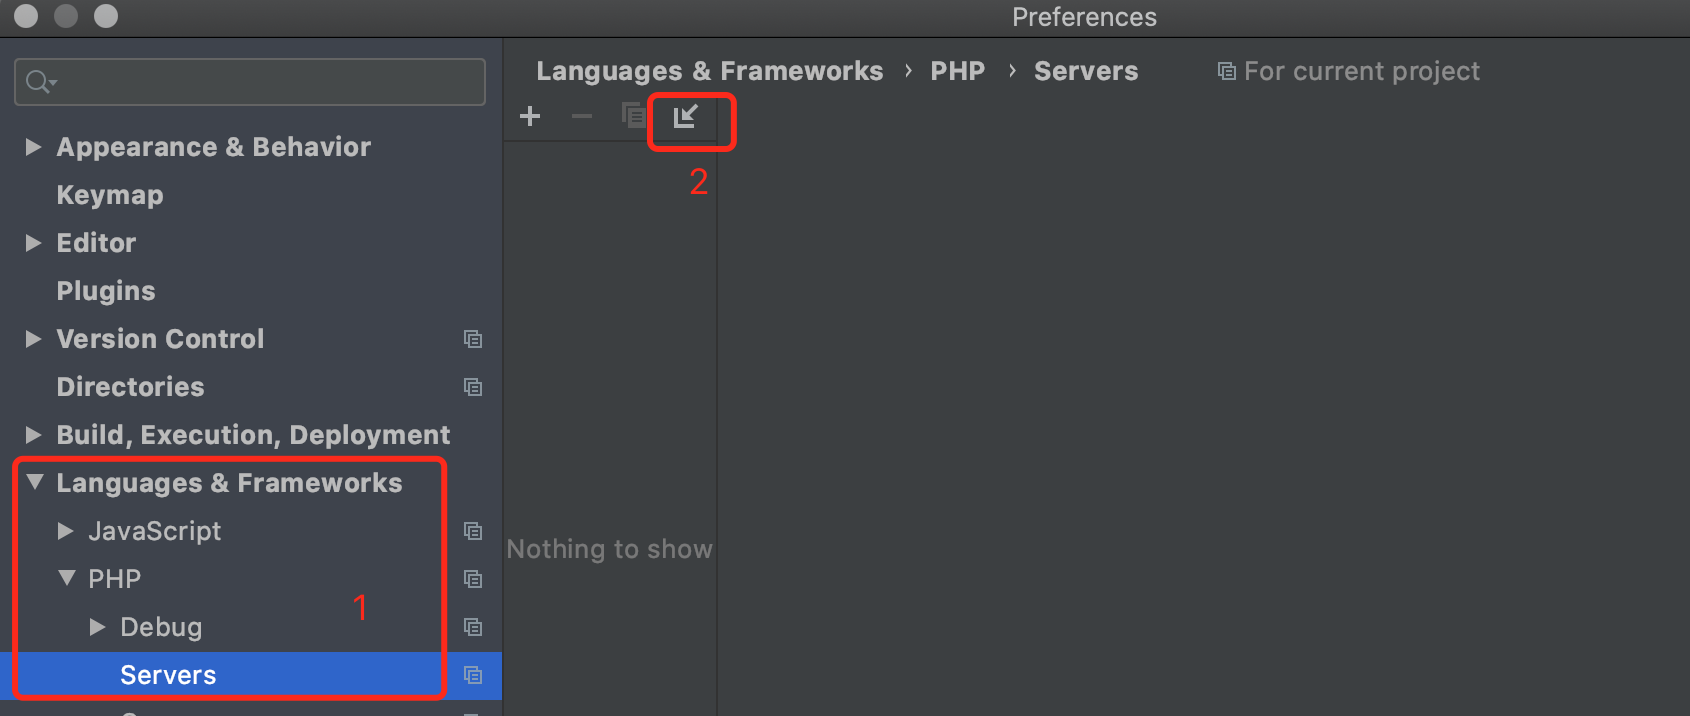 Preferences
Languages & Frameworks › PHP › Servers For current project
2
Appearance & Behavior
Keymap
Editor
Plugins
Version Control
Directories
Build, Execution, Deployment
Languages & Frameworks
JavaScript
PHP
1
Debug
Servers
Nothing to show